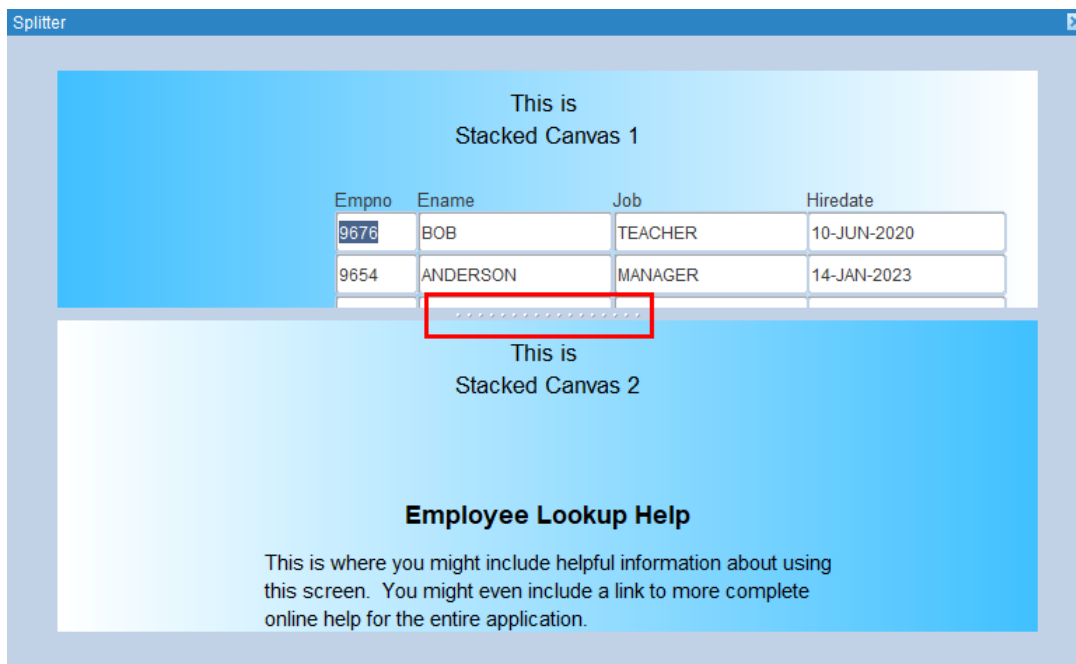 Splitter
This is
Stacked Canvas 1
Empno Ename Job Hiredate
9676 BOB TEACHER 10-JUN-2020
9654 ANDERSON MANAGER 14-JAN-2023
This is
Stacked Canvas 2
Employee Lookup Help
This is where you might include helpful information about using
this screen. You might even include a link to more complete
online help for the entire application.